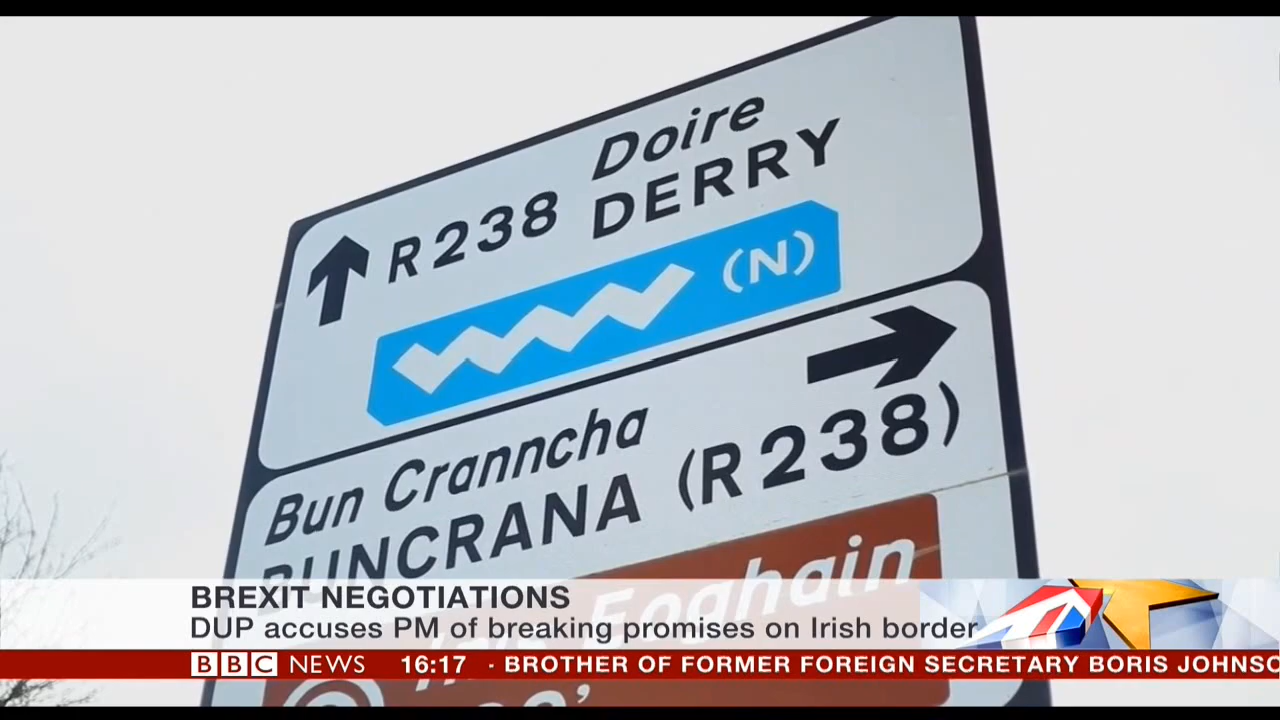 Doire
R238 DERRY
(N)
Bun Cranncha
BUNCRANA (R238)
Eoghain
BREXIT NEGOTIATIONS
DUP accuses PM of breaking promises on Irish border
BBC NEWS 16:17 · BROTHER OF FORMER FOREIGN SECRETARY BORIS JOHNSO